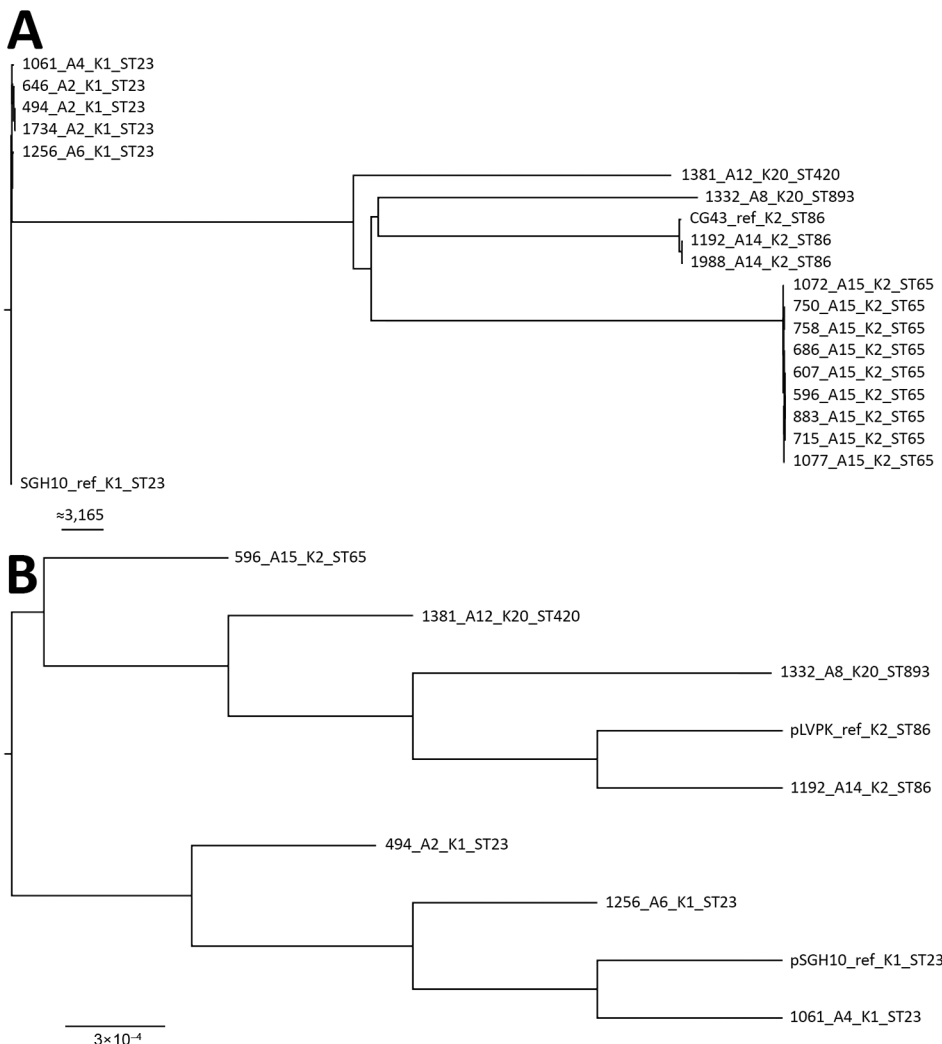 A
1061_A4_K1_ST23
646_A2_K1_ST23
494_A2_K1_ST23
1734_A2_K1_ST23
1256_A6_K1_ST23
1381_A12_K20_ST420
1332_A8_K20_ST893
CG43_ref_K2_ST86
1192_A14_K2_ST86
1988_A14_K2_ST86
1072_A15_K2_ST65
750_A15_K2_ST65
758_A15_K2_ST65
686_A15_K2_ST65
607_A15_K2_ST65
596_A15_K2_ST65
883_A15_K2_ST65
715_A15_K2_ST65
1077_A15_K2_ST65
SGH10_ref_K1_ST23
≈3,165
B
596_A15_K2_ST65
1381_A12_K20_ST420
1332_A8_K20_ST893
pLVPK_ref_K2_ST86
1192_A14_K2_ST86
494_A2_K1_ST23
1256_A6_K1_ST23
pSGH10_ref_K1_ST23
1061_A4_K1_ST23
3×10⁻⁴